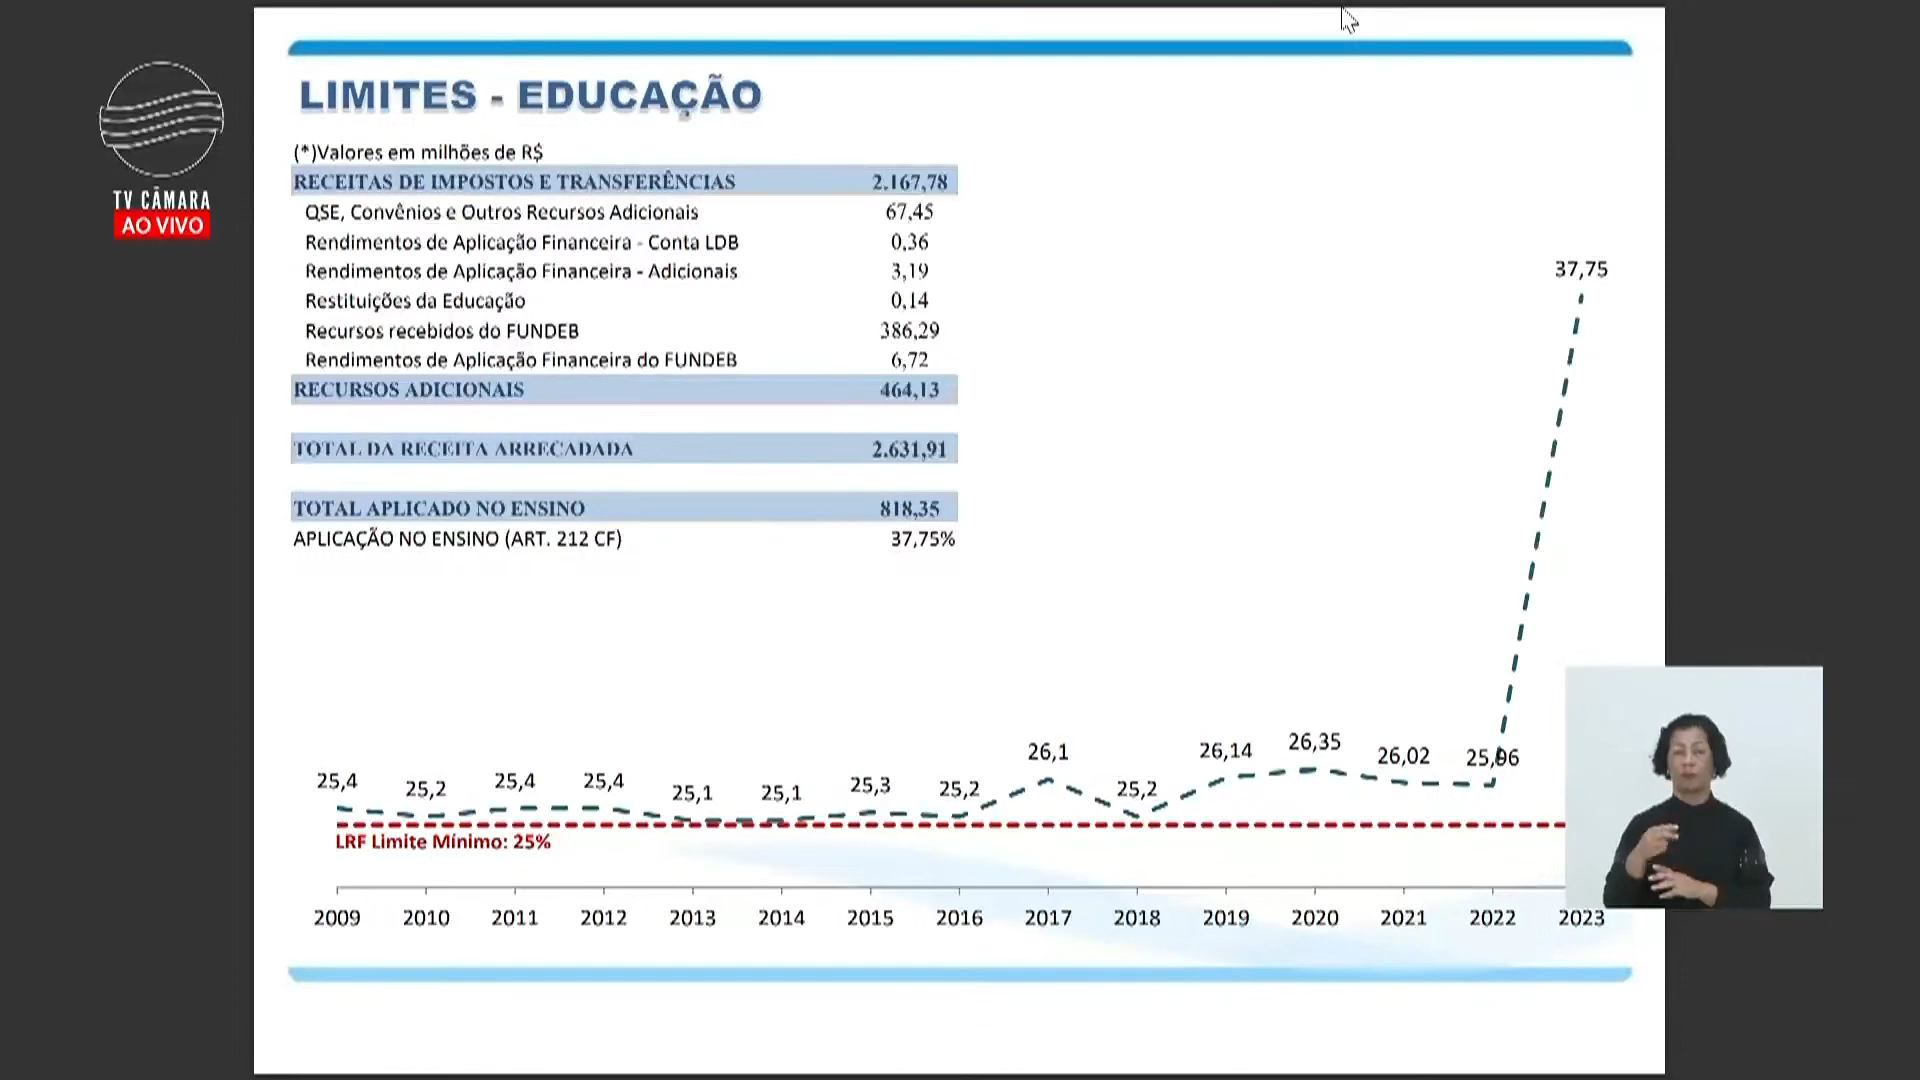 TV CÂMARA
AO VIVO
LIMITES - EDUCAÇÃO
(*)Valores em milhões de R$
RECEITAS DE IMPOSTOS E TRANSFERÊNCIAS 2.167,78
QSE, Convênios e Outros Recursos Adicionais 67,45
Rendimentos de Aplicação Financeira - Conta LDB 0,36
Rendimentos de Aplicação Financeira - Adicionais 3,19
Restituições da Educação 0,14
Recursos recebidos do FUNDEB 386,29
Rendimentos de Aplicação Financeira do FUNDEB 6,72
RECURSOS ADICIONAIS 464,13
TOTAL DA RECEITA ARRECADADA 2.631,91
TOTAL APLICADO NO ENSINO 818,35
APLICAÇÃO NO ENSINO (ART. 212 CF) 37,75%
37,75
25,4 25,2 25,4 25,4 25,1 25,1 25,3 25,2 26,1 25,2 26,14 26,35 26,02 25,96
LRF Limite Mínimo: 25%
2009 2010 2011 2012 2013 2014 2015 2016 2017 2018 2019 2020 2021 2022 2023